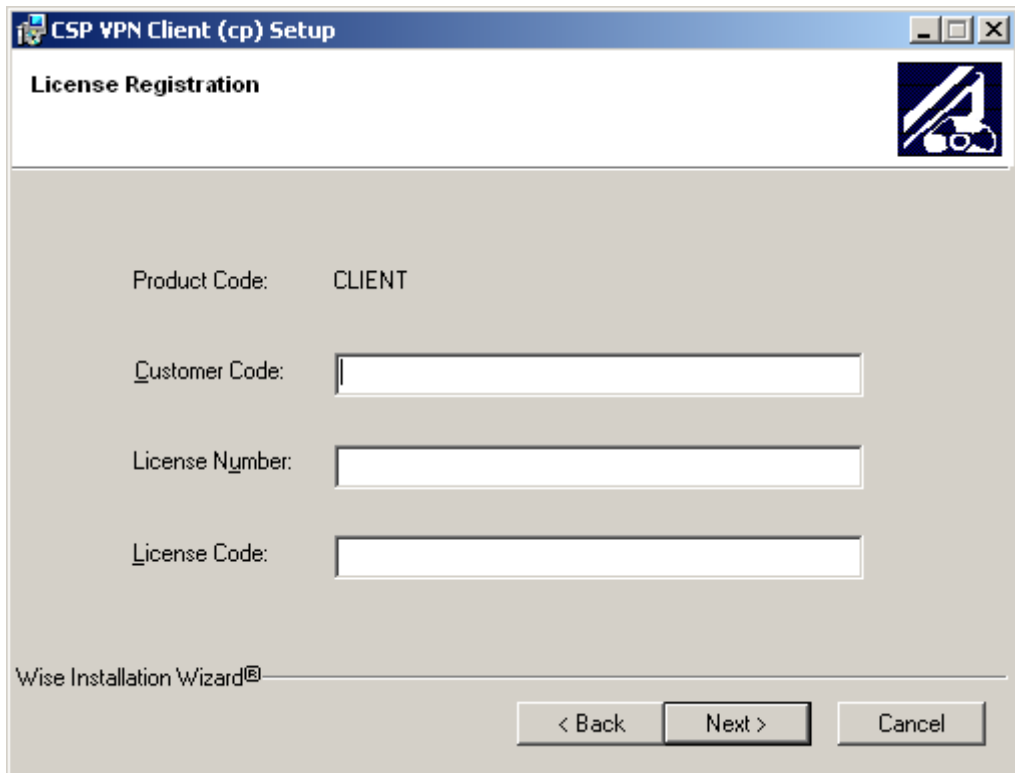 CSP VPN Client (cp) Setup
License Registration
Product Code: CLIENT
Customer Code:
License Number:
License Code:
Wise Installation Wizard®
< Back Next > Cancel